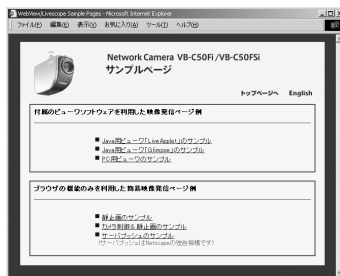 WebView/Livescope Sample Pages - Microsoft Internet Explorer
ファイル(F) 編集(E) 表示(V) お気に入り(A) ツール(T) ヘルプ(H)
Network Camera VB-C50Fi /VB-C50FSi
サンプルページ
トップページへ English
付属のビューワソフトウェアを利用した映像発信ページ例
■ Java用ビューワ「LiveApplet」のサンプル
■ Java用ビューワ「Glimpse」のサンプル
■ PC用ビューワのサンプル
ブラウザの機能のみを利用した簡易映像発信ページ例
■ 静止画のサンプル
■ カメラ制御&静止画のサンプル
■ サーバプッシュのサンプル
(サーバプッシュはNetscapeの独自機種です)